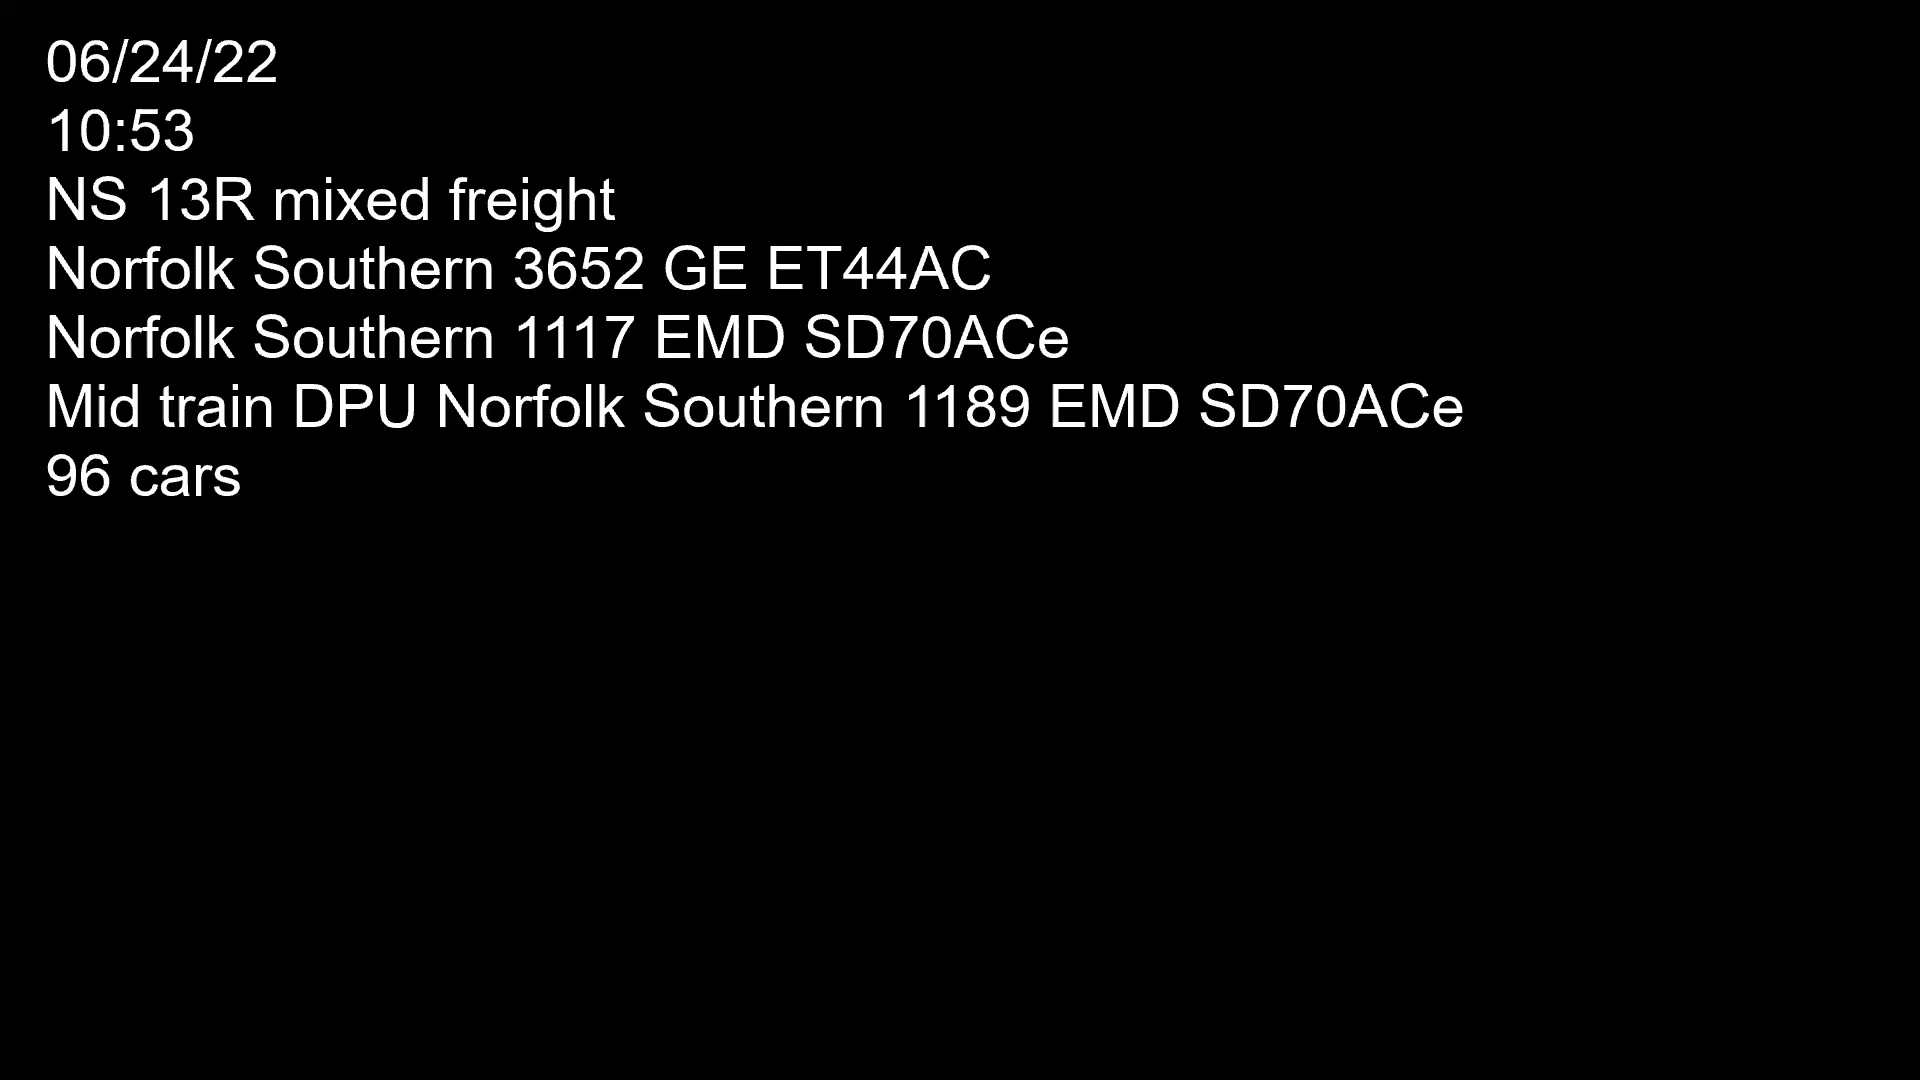 06/24/22
10:53
NS 13R mixed freight
Norfolk Southern 3652 GE ET44AC
Norfolk Southern 1117 EMD SD70ACe
Mid train DPU Norfolk Southern 1189 EMD SD70ACe
96 cars